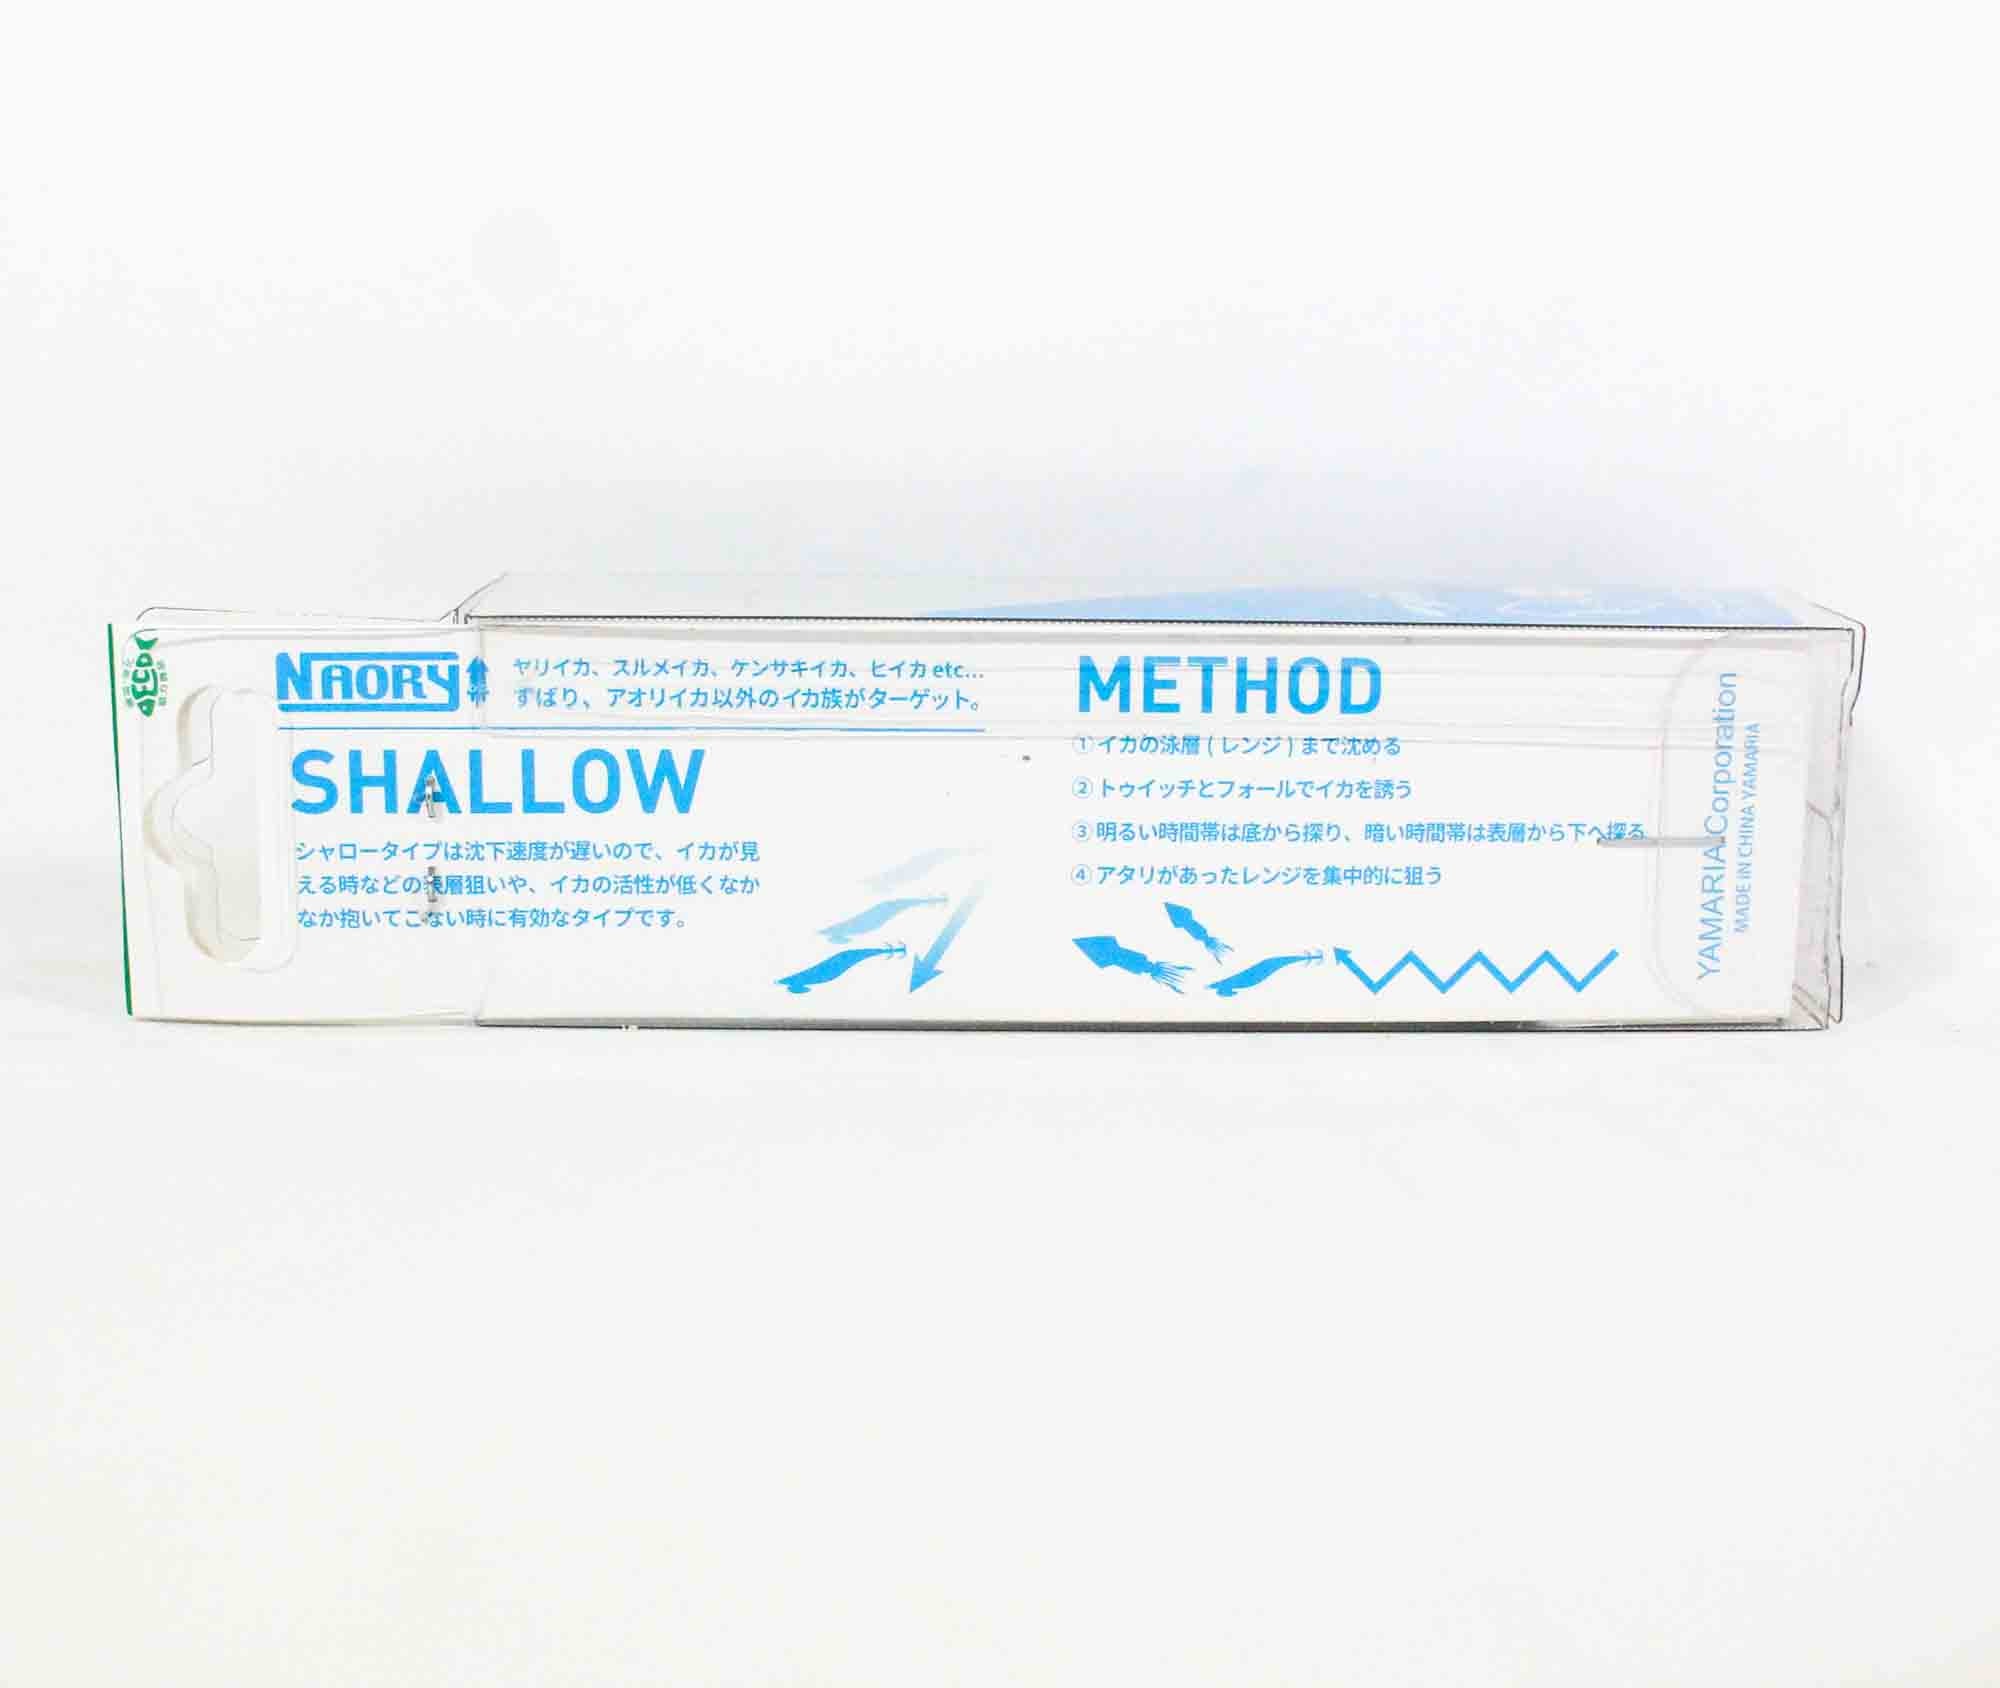 NAORY
ヤリイカ、スルメイカ、ケンサキイカ、ヒイカ etc...
ずばり、アオリイカ以外のイカ族がターゲット。
SHALLOW
シャロータイプは沈下速度が遅いので、イカが見
える時などの表層狙いや、イカの活性が低くなか
なか抱いてこない時に有効なタイプです。
METHOD
①イカの泳層 ( レンジ ) まで沈める
②トゥイッチとフォールでイカを誘う
③明るい時間帯は底から探り、暗い時間帯は表層から下へ探る
④アタリがあったレンジを集中的に狙う
YAMARIA Corporation
MADE IN CHINA YAMARIA
ECO